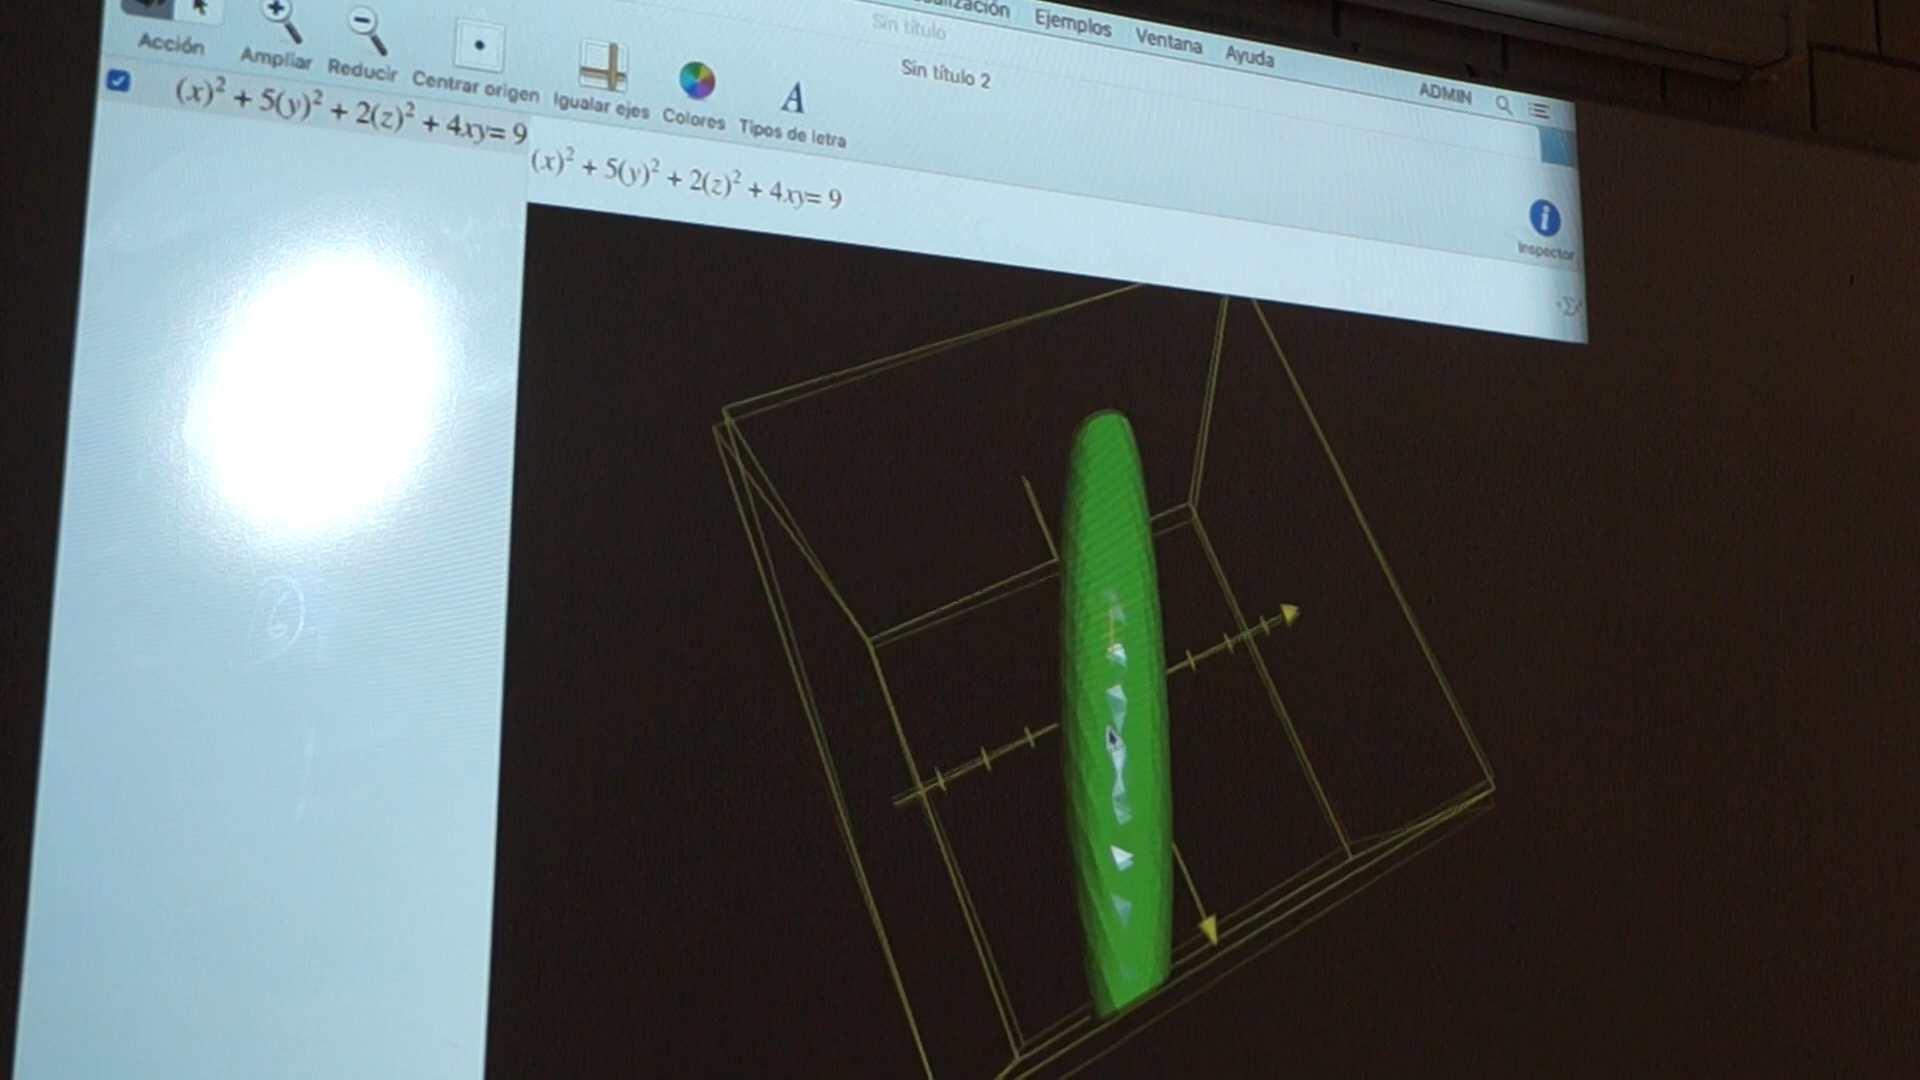 Ejemplos Ventana Ayuda
Sin título
Sin título 2
ADMIN
Acción Ampliar Reducir Centrar origen Igualar ejes Colores Tipos de letra
Inspector
(x)² + 5(y)² + 2(z)² + 4xy= 9
(x)² + 5(y)² + 2(z)² + 4xy= 9